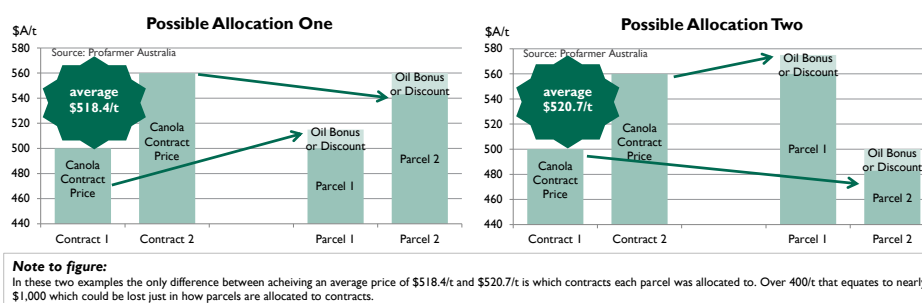 Possible Allocation One
$A/t
580
560
540
520
500
480
460
440
Source: Profarmer Australia
average
$518.4/t
Canola
Contract
Price
Canola
Contract
Price
Oil Bonus
or Discount
Parcel 1
Oil Bonus
or Discount
Parcel 2
Contract 1
Contract 2
Parcel 1
Parcel 2
Possible Allocation Two
$A/t
580
560
540
520
500
480
460
440
Source: Profarmer Australia
average
$520.7/t
Canola
Contract
Price
Canola
Contract
Price
Oil Bonus
or Discount
Parcel 1
Oil Bonus
or Discount
Parcel 2
Contract 1
Contract 2
Parcel 1
Parcel 2
Note to figure:
In these two examples the only difference between acheiving an average price of $518.4/t and $520.7/t is which contracts each parcel was allocated to. Over 400/t that equates to nearly
$1,000 which could be lost just in how parcels are allocated to contracts.